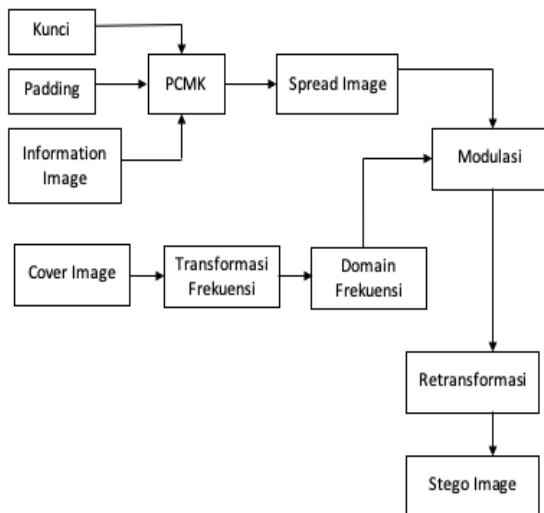 Kunci
Padding
PCMK
Spread Image
Information
Image
Modulasi
Cover Image
Transformasi
Frekuensi
Domain
Frekuensi
Retransformasi
Stego Image